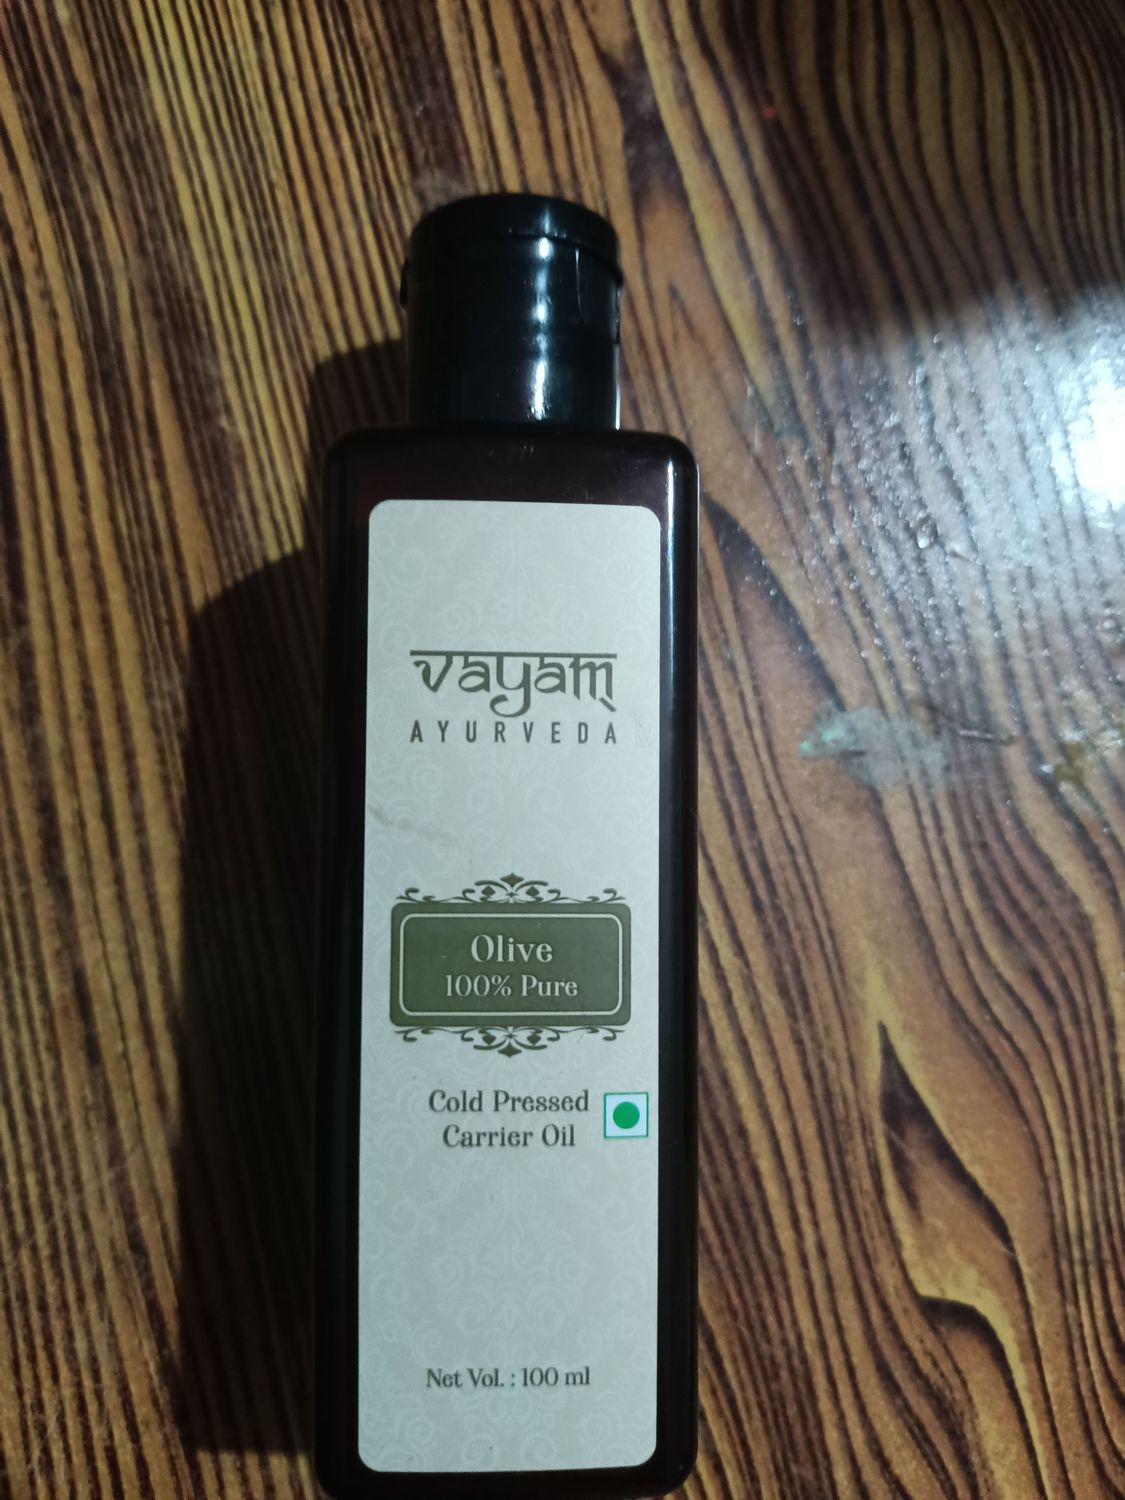 vayam
AYURVEDA
Olive
100% Pure
Cold Pressed
Carrier Oil
Net Vol. : 100 ml